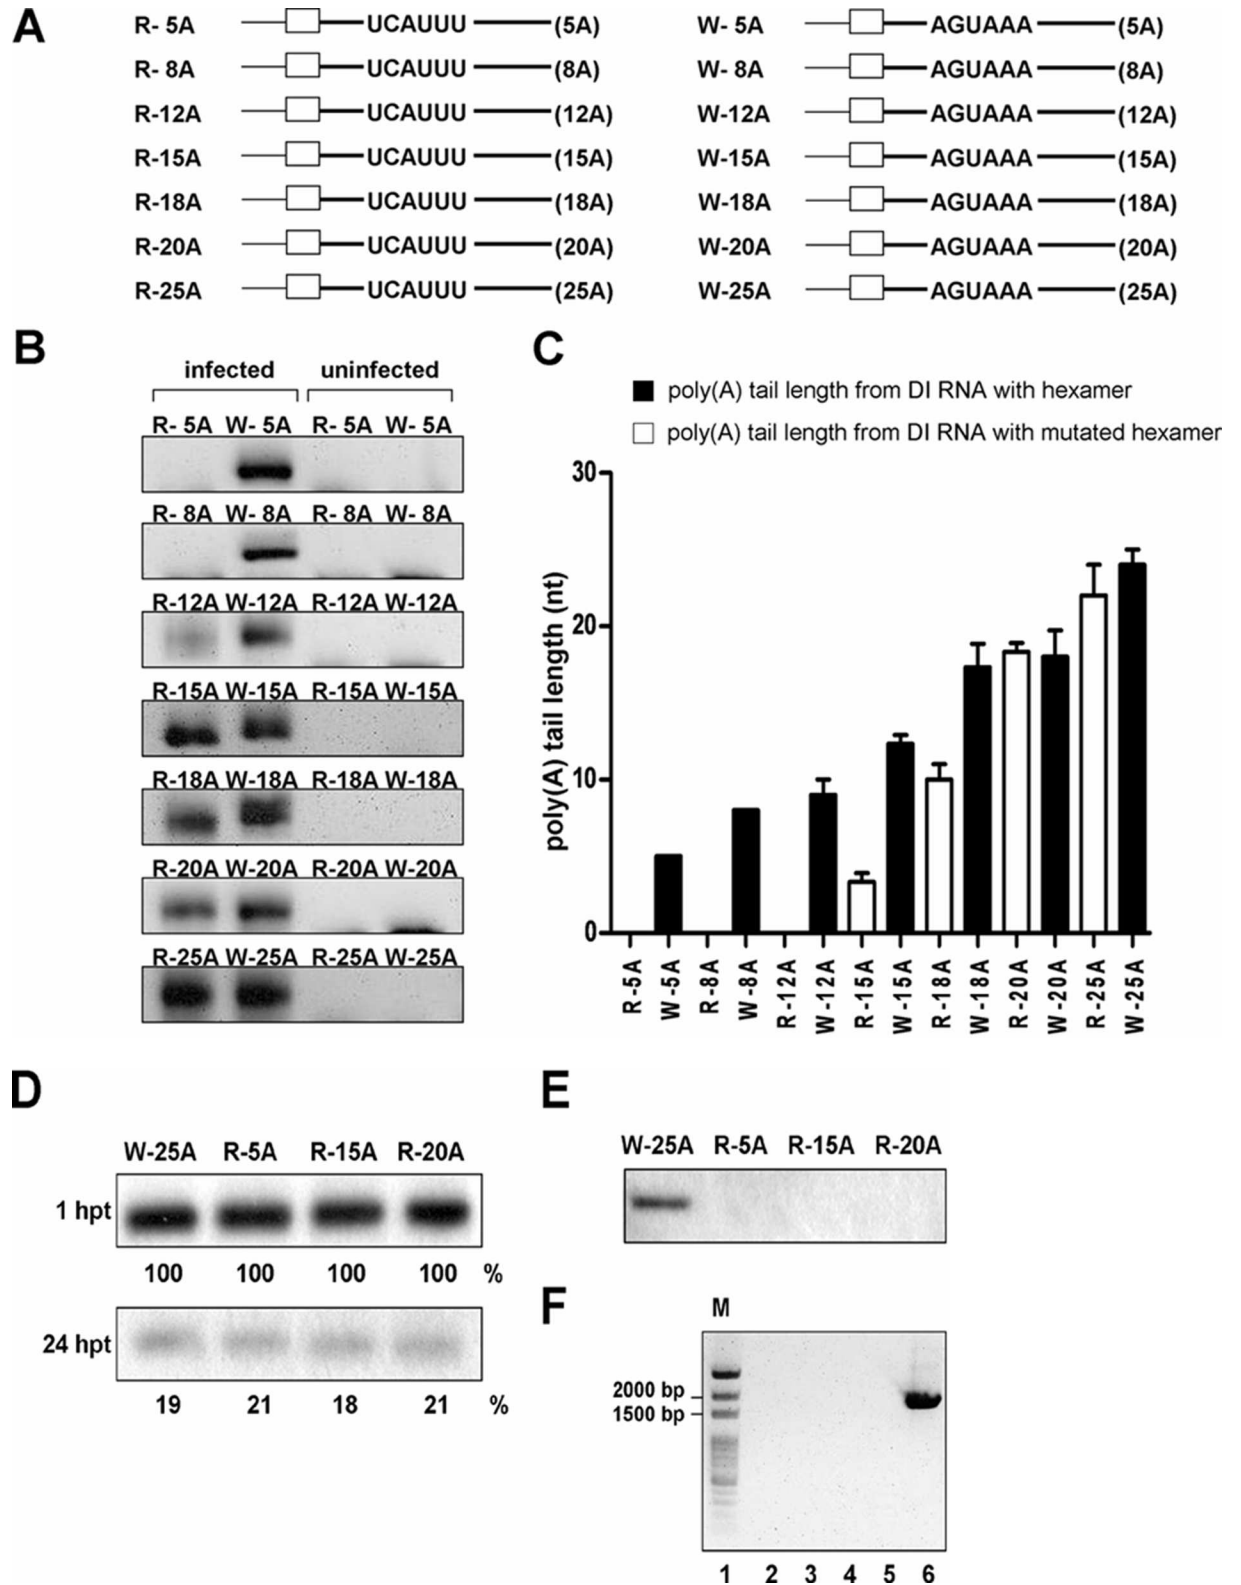 A
R- 5A UCAUUU (5A) W- 5A AGUAAA (5A)
R- 8A UCAUUU (8A) W- 8A AGUAAA (8A)
R-12A UCAUUU (12A) W-12A AGUAAA (12A)
R-15A UCAUUU (15A) W-15A AGUAAA (15A)
R-18A UCAUUU (18A) W-18A AGUAAA (18A)
R-20A UCAUUU (20A) W-20A AGUAAA (20A)
R-25A UCAUUU (25A) W-25A AGUAAA (25A)
B
infected uninfected
R- 5A W- 5A R- 5A W- 5A
R- 8A W- 8A R- 8A W- 8A
R-12A W-12A R-12A W-12A
R-15A W-15A R-15A W-15A
R-18A W-18A R-18A W-18A
R-20A W-20A R-20A W-20A
R-25A W-25A R-25A W-25A
C
poly(A) tail length from DI RNA with hexamer
poly(A) tail length from DI RNA with mutated hexamer
poly(A) tail length (nt)
30
20
10
0
R -5A W -5A R -8A W -8A R -12A W -12A R -15A W -15A R -18A W -18A R -20A W -20A R -25A W -25A
D
W-25A R-5A R-15A R-20A
1 hpt
100 100 100 100 %
24 hpt
19 21 18 21 %
E
W-25A R-5A R-15A R-20A
F
M
2000 bp
1500 bp
1 2 3 4 5 6